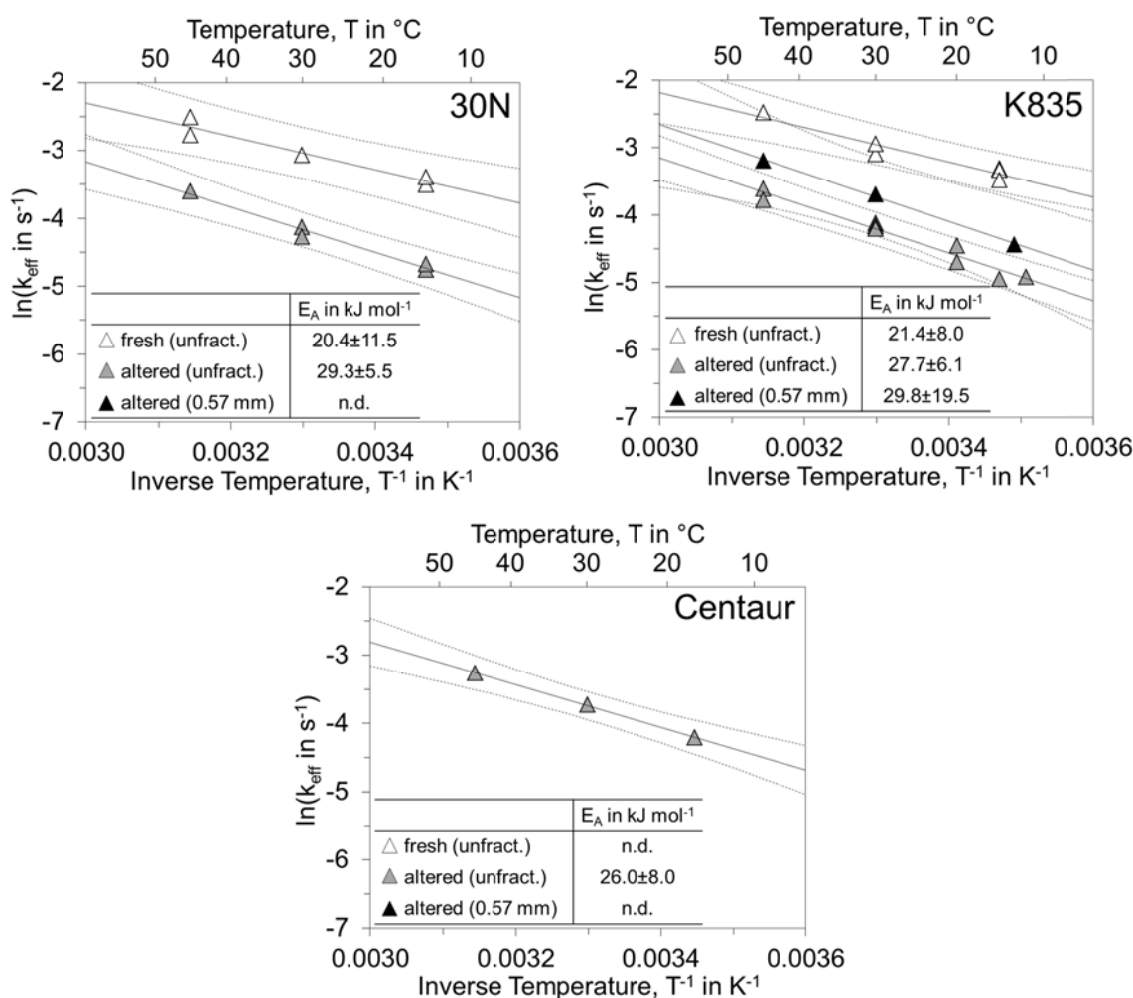 Temperature, T in °C
50 40 30 20 10
30N
-2
-3
-4
-5
-6
-7
ln(k_eff in s⁻¹)
E_A in kJ mol⁻¹
fresh (unfract.) 20.4±11.5
altered (unfract.) 29.3±5.5
altered (0.57 mm) n.d.
0.0030 0.0032 0.0034 0.0036
Inverse Temperature, T⁻¹ in K⁻¹
Temperature, T in °C
50 40 30 20 10
K835
-2
-3
-4
-5
-6
-7
ln(k_eff in s⁻¹)
E_A in kJ mol⁻¹
fresh (unfract.) 21.4±8.0
altered (unfract.) 27.7±6.1
altered (0.57 mm) 29.8±19.5
0.0030 0.0032 0.0034 0.0036
Inverse Temperature, T⁻¹ in K⁻¹
Temperature, T in °C
50 40 30 20 10
Centaur
-2
-3
-4
-5
-6
-7
ln(k_eff in s⁻¹)
E_A in kJ mol⁻¹
fresh (unfract.) n.d.
altered (unfract.) 26.0±8.0
altered (0.57 mm) n.d.
0.0030 0.0032 0.0034 0.0036
Inverse Temperature, T⁻¹ in K⁻¹